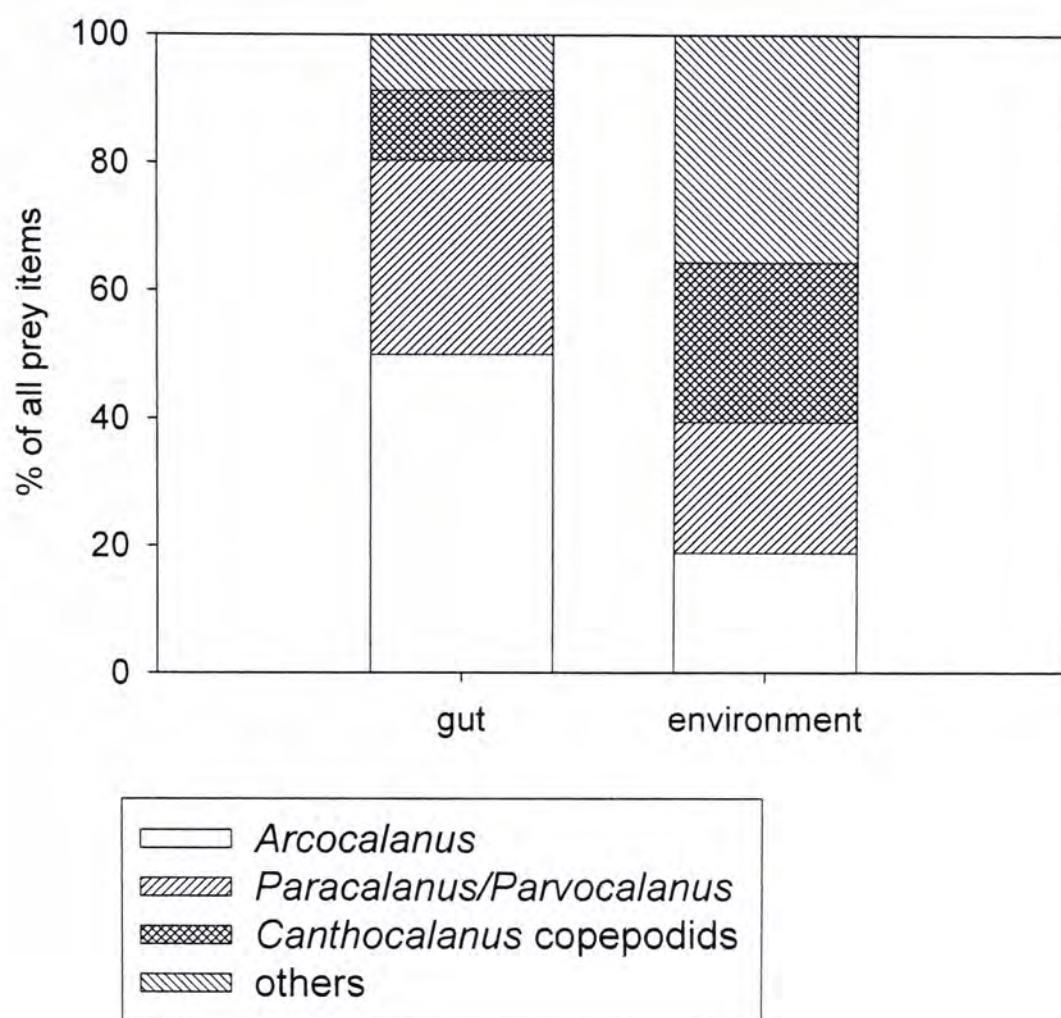 100
80
60
40
20
0
% of all prey items
gut environment
Arcocalanus
Paracalanus/Parvocalanus
Canthocalanus copepodids
others